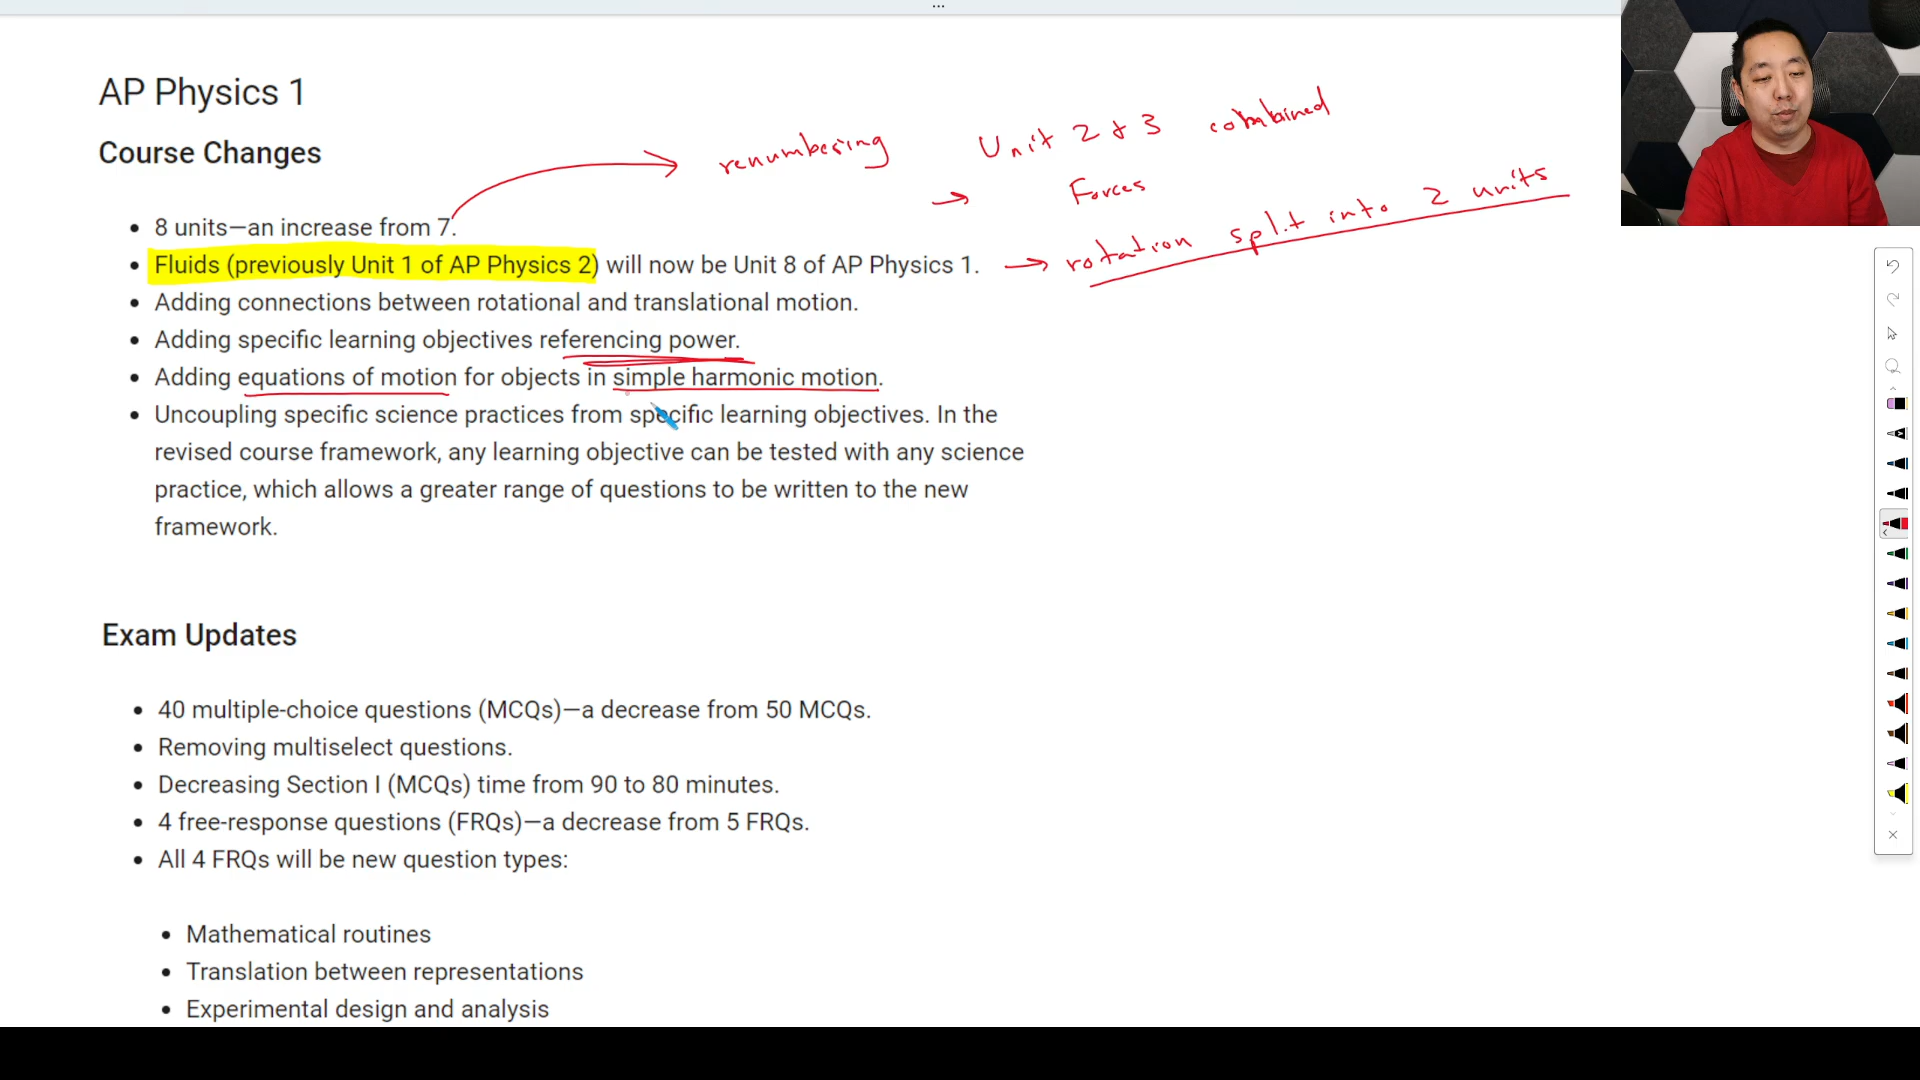 ...
AP Physics 1
Course Changes
renumbering
Unit 2 & 3 combined
Forces
rotation split into 2 units
• 8 units—an increase from 7.
• Fluids (previously Unit 1 of AP Physics 2) will now be Unit 8 of AP Physics 1.
• Adding connections between rotational and translational motion.
• Adding specific learning objectives referencing power.
• Adding equations of motion for objects in simple harmonic motion.
• Uncoupling specific science practices from specific learning objectives. In the
revised course framework, any learning objective can be tested with any science
practice, which allows a greater range of questions to be written to the new
framework.
Exam Updates
• 40 multiple-choice questions (MCQs)—a decrease from 50 MCQs.
• Removing multiselect questions.
• Decreasing Section I (MCQs) time from 90 to 80 minutes.
• 4 free-response questions (FRQs)—a decrease from 5 FRQs.
• All 4 FRQs will be new question types:
• Mathematical routines
• Translation between representations
• Experimental design and analysis